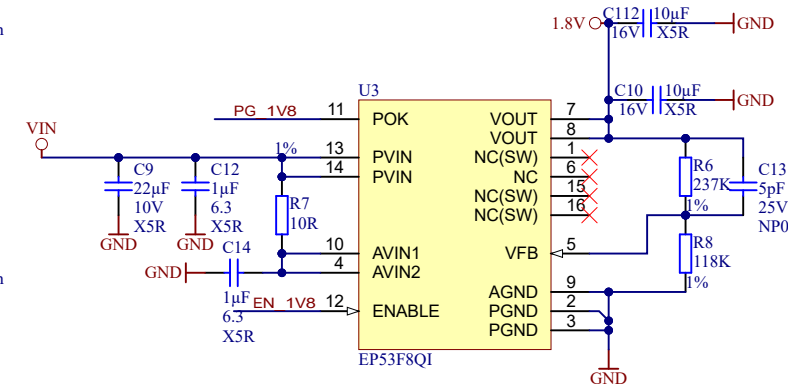 n
1.8V
C112 10µF
16V X5R
GND
C10 10µF
16V X5R
GND
U3
PG_1V8
11 POK
VOUT 7
VOUT 8
VIN
1%
13 PVIN
14 PVIN
NC(SW) 1
NC 6
NC(SW) 15
NC(SW) 16
C9
22µF
10V
X5R
GND
C12
1µF
6.3
X5R
GND
R7
10R
R6
237K
1%
C13
5pF
25V
NP0
10 AVIN1
4 AVIN2
VFB 5
R8
118K
1%
C14
GND
1µF
6.3
X5R
n
EN_1V8
12 ENABLE
AGND 9
PGND 2
PGND 3
GND
EP53F8QI